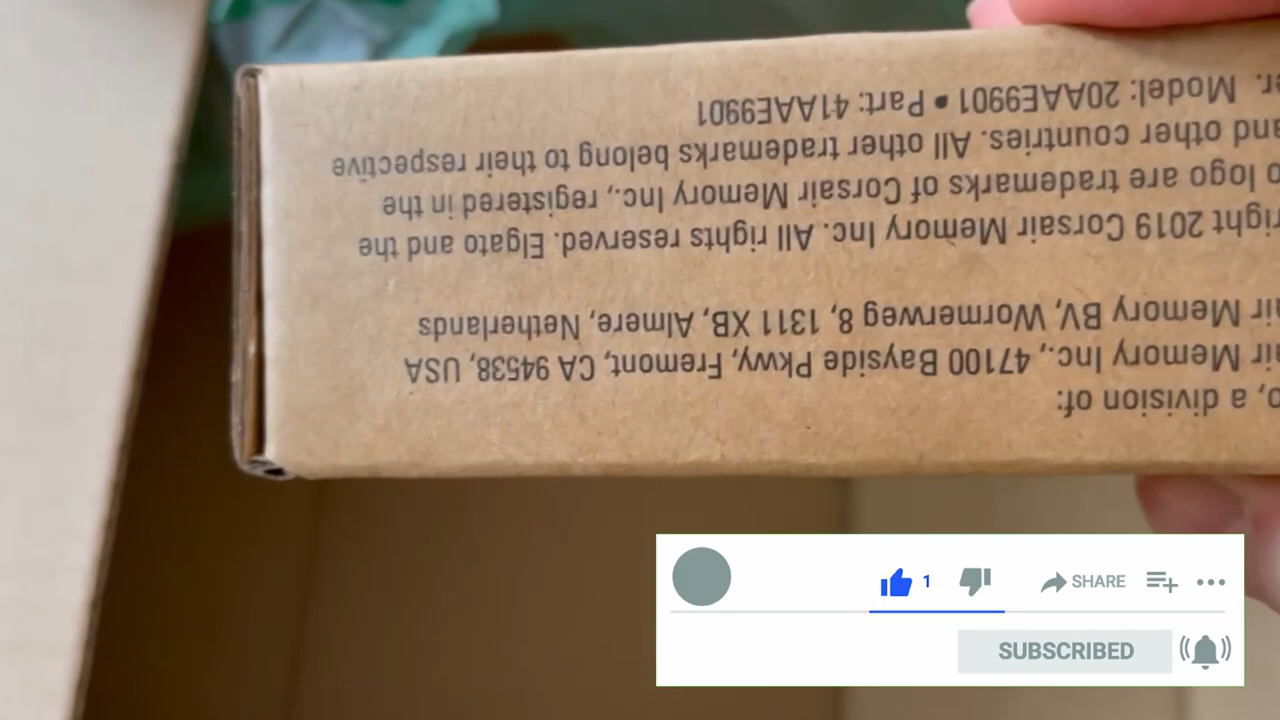 o, a division of:
ir Memory Inc., 47100 Bayside Pkwy, Fremont, CA 94538, USA
ir Memory BV, Wormerweg 8, 1311 XB, Almere, Netherlands
right 2019 Corsair Memory Inc. All rights reserved. Elgato and the
o logo are trademarks of Corsair Memory Inc., registered in the
and other countries. All other trademarks belong to their respective
er. Model: 20AAE9901 • Part: 41AAE9901
1
SHARE
SUBSCRIBED